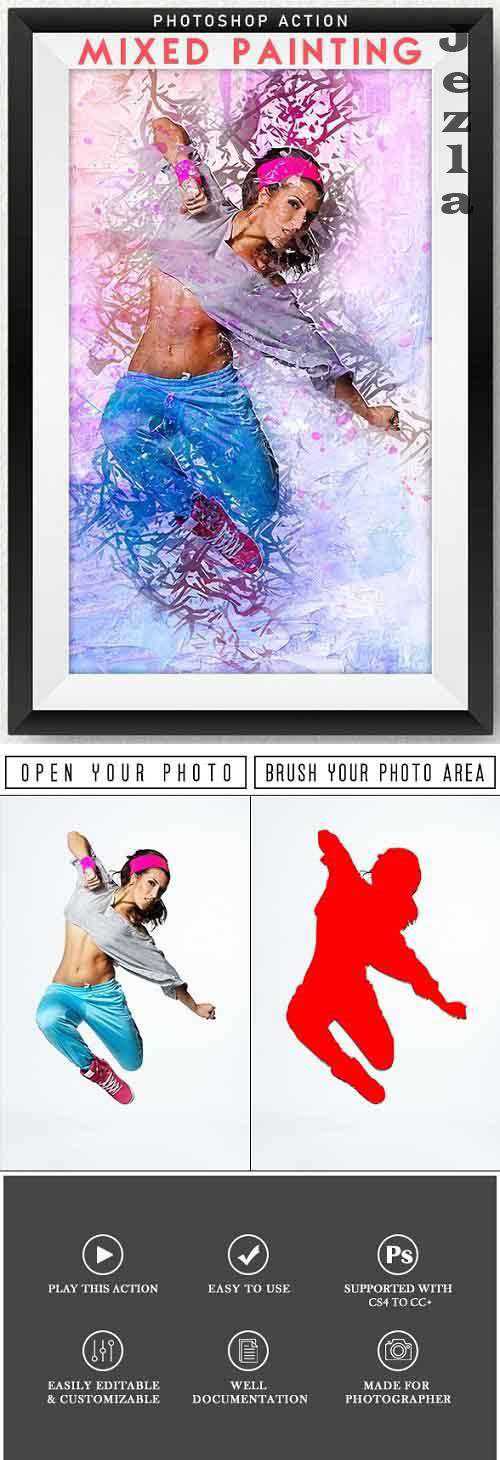 PHOTOSHOP ACTION
MIXED PAINTING
Jezla
OPEN YOUR PHOTO
BRUSH YOUR PHOTO AREA
PLAY THIS ACTION
EASY TO USE
Ps
SUPPORTED WITH
CS4 TO CC+
EASILY EDITABLE
& CUSTOMIZABLE
WELL
DOCUMENTATION
MADE FOR
PHOTOGRAPHER